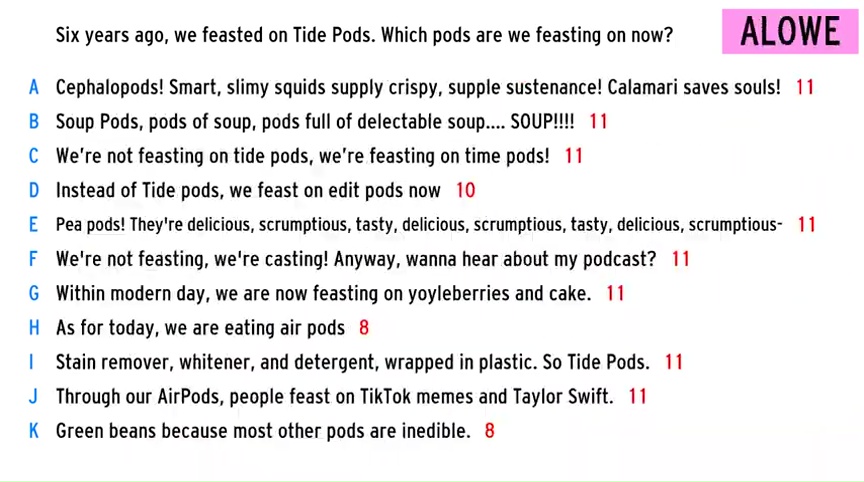 Six years ago, we feasted on Tide Pods. Which pods are we feasting on now?
ALOWE
A Cephalopods! Smart, slimy squids supply crispy, supple sustenance! Calamari saves souls! 11
B Soup Pods, pods of soup, pods full of delectable soup.... SOUP!!!! 11
C We're not feasting on tide pods, we're feasting on time pods! 11
D Instead of Tide pods, we feast on edit pods now 10
E Pea pods! They're delicious, scrumptious, tasty, delicious, scrumptious, tasty, delicious, scrumptious- 11
F We're not feasting, we're casting! Anyway, wanna hear about my podcast? 11
G Within modern day, we are now feasting on yoyleberries and cake. 11
H As for today, we are eating air pods 8
I Stain remover, whitener, and detergent, wrapped in plastic. So Tide Pods. 11
J Through our AirPods, people feast on TikTok memes and Taylor Swift. 11
K Green beans because most other pods are inedible. 8